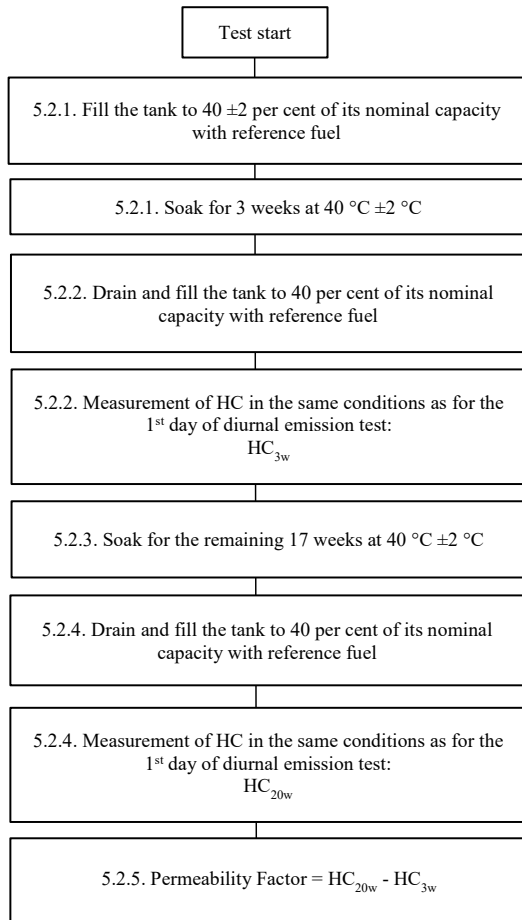 Test start
5.2.1. Fill the tank to 40 ±2 per cent of its nominal capacity
with reference fuel
5.2.1. Soak for 3 weeks at 40 °C ±2 °C
5.2.2. Drain and fill the tank to 40 per cent of its nominal
capacity with reference fuel
5.2.2. Measurement of HC in the same conditions as for the
1st day of diurnal emission test:
HC3w
5.2.3. Soak for the remaining 17 weeks at 40 °C ±2 °C
5.2.4. Drain and fill the tank to 40 per cent of its nominal
capacity with reference fuel
5.2.4. Measurement of HC in the same conditions as for the
1st day of diurnal emission test:
HC20w
5.2.5. Permeability Factor = HC20w - HC3w